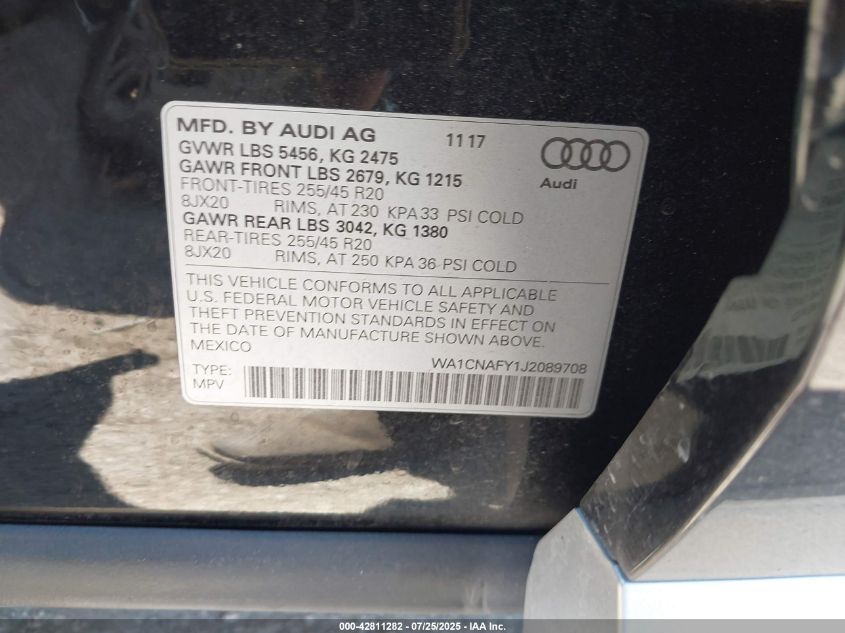 MFD. BY AUDI AG 11 17
GVWR LBS 5456, KG 2475
GAWR FRONT LBS 2679, KG 1215
FRONT-TIRES 255/45 R20
8JX20 RIMS, AT 230 KPA 33 PSI COLD
GAWR REAR LBS 3042, KG 1380
REAR-TIRES 255/45 R20
8JX20 RIMS, AT 250 KPA 36 PSI COLD
Audi
THIS VEHICLE CONFORMS TO ALL APPLICABLE
U.S. FEDERAL MOTOR VEHICLE SAFETY AND
THEFT PREVENTION STANDARDS IN EFFECT ON
THE DATE OF MANUFACTURE SHOWN ABOVE.
MEXICO WA1CNAFY1J2089708
TYPE:
MPV
000-42811282 / 07/25/2025 - IAA Inc.